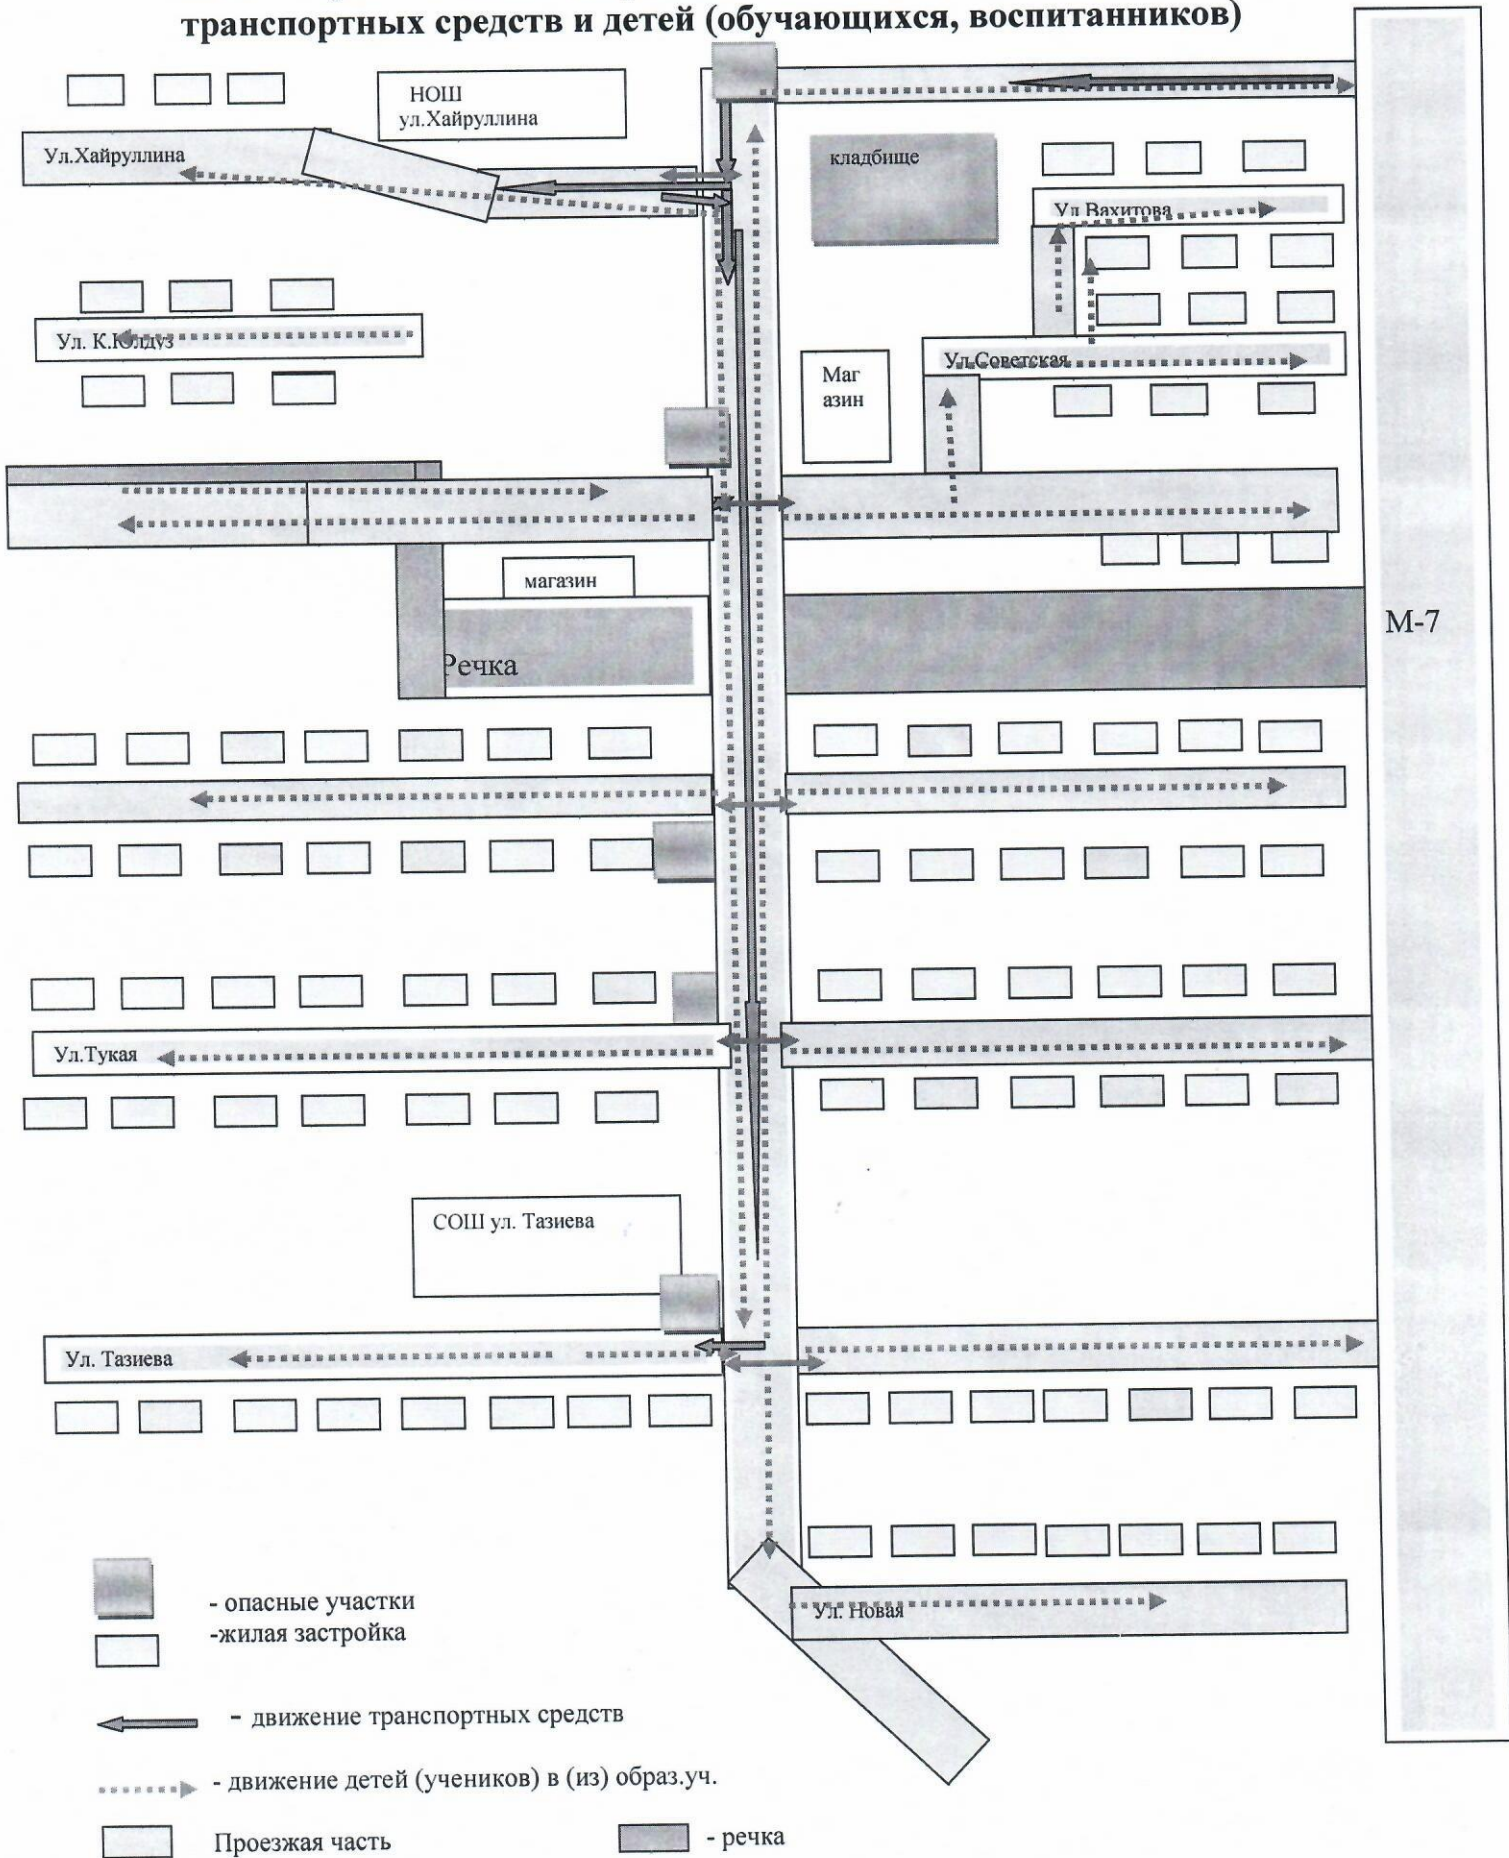 транспортных средств и детей (обучающихся, воспитанников)
НОШ
ул.Хайруллина
Ул.Хайруллина
кладбище
Ул.Вахитова
Ул. К.Юлдуз
Маг
азин
Ул.Советская
магазин
Речка
М-7
Ул.Тукая
СОШ ул. Тазиева
Ул. Тазиева
Ул. Новая
- опасные участки
-жилая застройка
- движение транспортных средств
- движение детей (учеников) в (из) образ.уч.
Проезжая часть
- речка